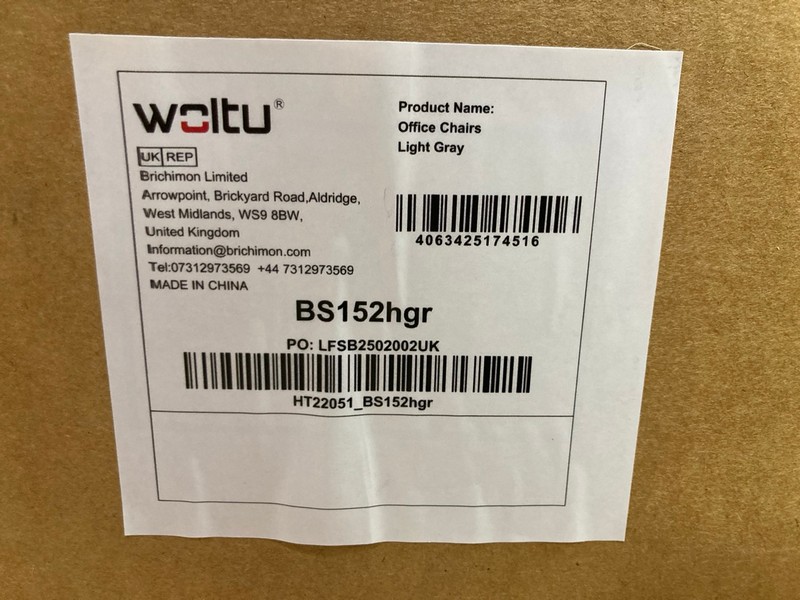 woltu®
UK REP
Brichimon Limited
Arrowpoint, Brickyard Road,Aldridge,
West Midlands, WS9 8BW,
United Kingdom
Information@brichimon.com
Tel:07312973569 +44 7312973569
MADE IN CHINA
Product Name:
Office Chairs
Light Gray
4063425174516
BS152hgr
PO: LFSB2502002UK
HT22051_BS152hgr